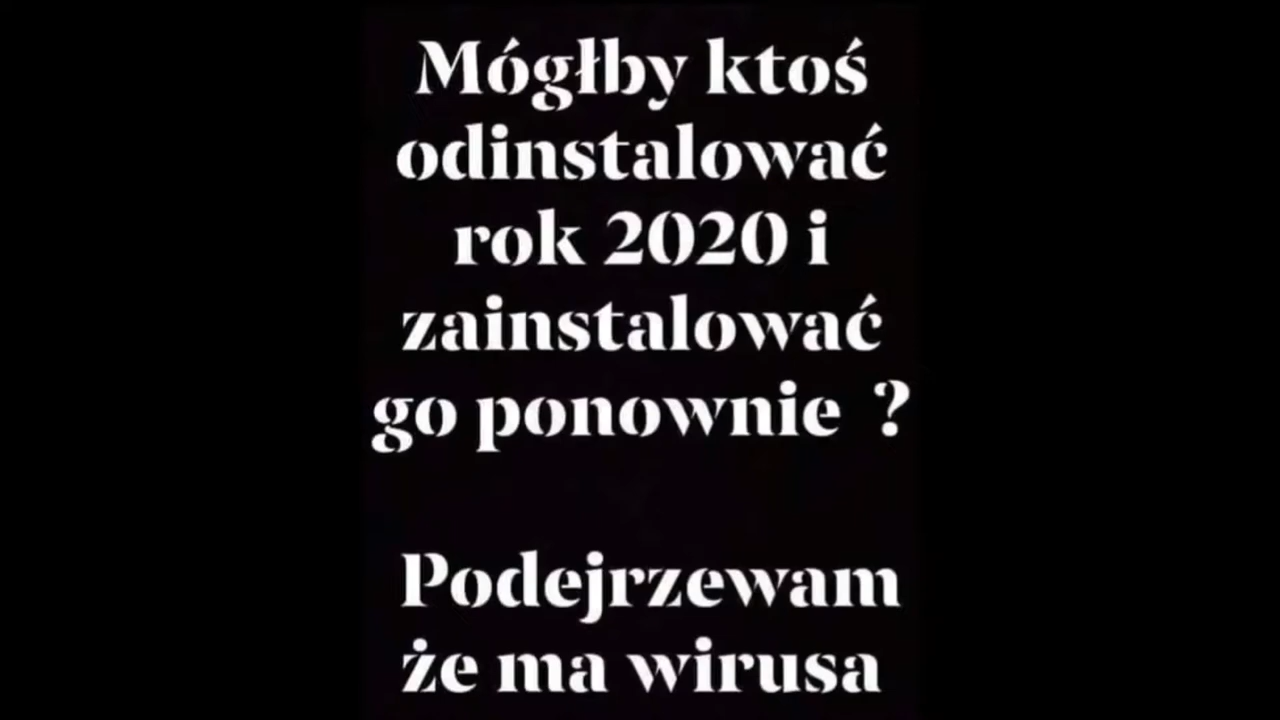 Mógłby ktoś
odinstalować
rok 2020 i
zainstalować
go ponownie ?
Podejrzewam
że ma wirusa